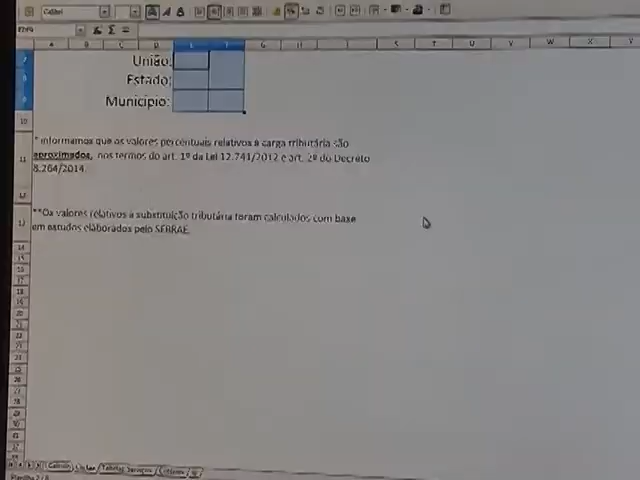 Calibri
União:
Estado:
Município:
* Informamos que os valores percentuais relativos à carga tributária são
aproximados, nos termos do art. 1º da Lei 12.741/2012 e art. 2º do Decreto
8.264/2014.
**Os valores relativos à substituição tributária foram calculados com base
em estudos elaborados pelo SEBRAE.